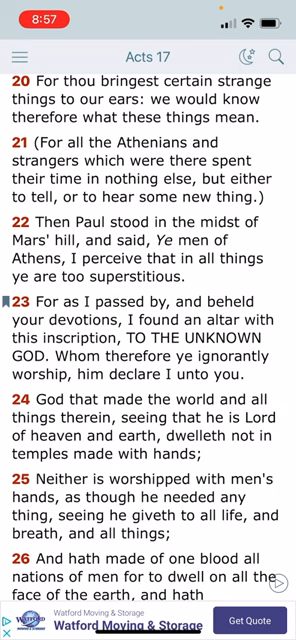 8:57
Acts 17
20 For thou bringest certain strange
things to our ears: we would know
therefore what these things mean.
21 (For all the Athenians and
strangers which were there spent
their time in nothing else, but either
to tell, or to hear some new thing.)
22 Then Paul stood in the midst of
Mars' hill, and said, Ye men of
Athens, I perceive that in all things
ye are too superstitious.
23 For as I passed by, and beheld
your devotions, I found an altar with
this inscription, TO THE UNKNOWN
GOD. Whom therefore ye ignorantly
worship, him declare I unto you.
24 God that made the world and all
things therein, seeing that he is Lord
of heaven and earth, dwelleth not in
temples made with hands;
25 Neither is worshipped with men's
hands, as though he needed any
thing, seeing he giveth to all life, and
breath, and all things;
26 And hath made of one blood all
nations of men for to dwell on all the
face of the earth, and hath
WATFORD
Watford Moving & Storage
Watford Moving & Storage
Get Quote